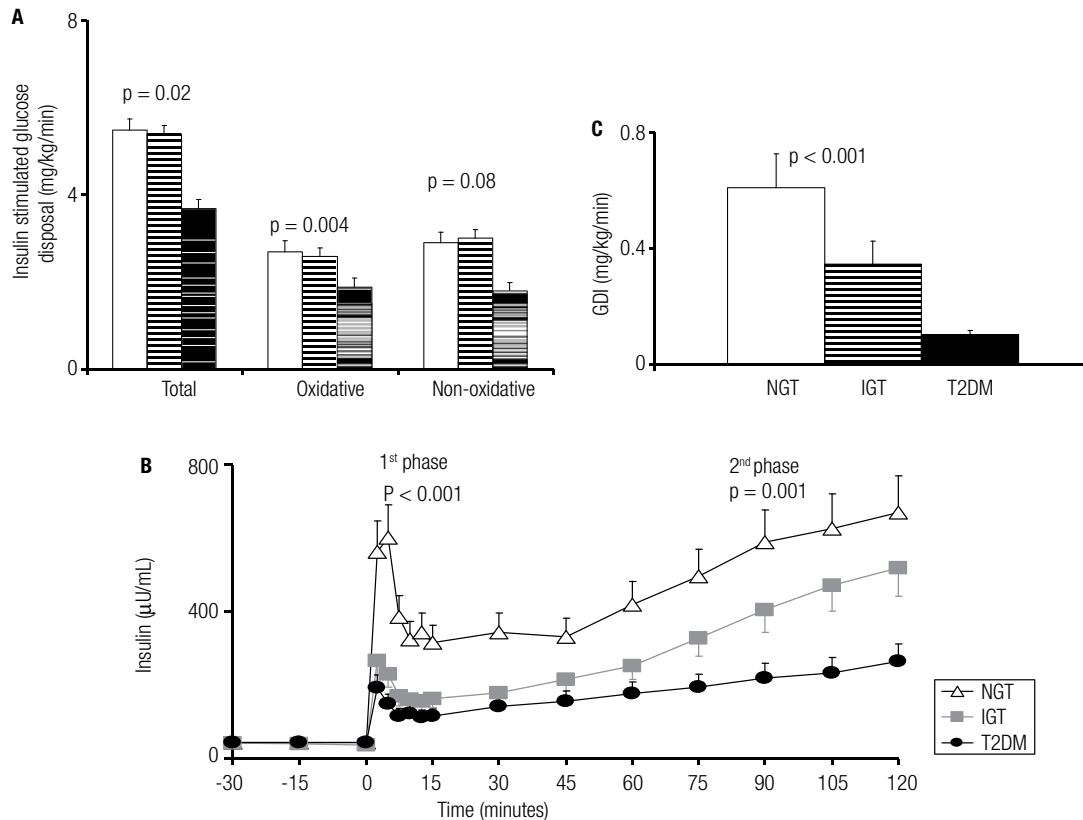 A
8
4
0
Insulin stimulated glucose
disposal (mg/kg/min)
p = 0.02
p = 0.004
p = 0.08
Total
Oxidative
Non-oxidative
C
0.8
0.4
0
GDI (mg/kg/min)
p < 0.001
NGT
IGT
T2DM
B
800
400
0
Insulin (µU/mL)
1st phase
P < 0.001
2nd phase
p = 0.001
-30 -15 0 15 30 45 60 75 90 105 120
Time (minutes)
NGT
IGT
T2DM